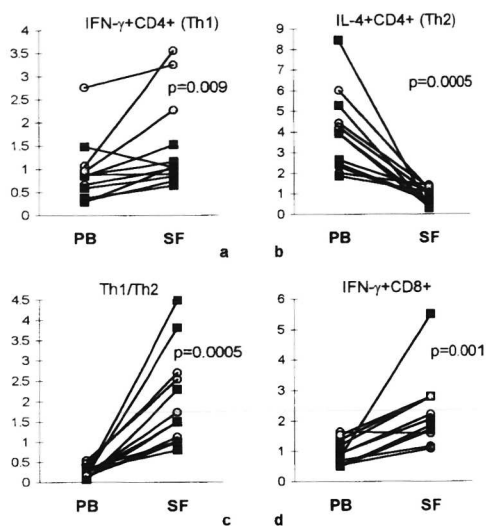 IFN-γ+CD4+ (Th1)
4
3.5
3
2.5
2
1.5
1
0.5
0
p=0.009
PB SF
a
IL-4+CD4+ (Th2)
9
8
7
6
5
4
3
2
1
0
p=0.0005
PB SF
b
Th1/Th2
4.5
4
3.5
3
2.5
2
1.5
1
0.5
0
p=0.0005
PB SF
c
IFN-γ+CD8+
6
5
4
3
2
1
0
p=0.001
PB SF
d